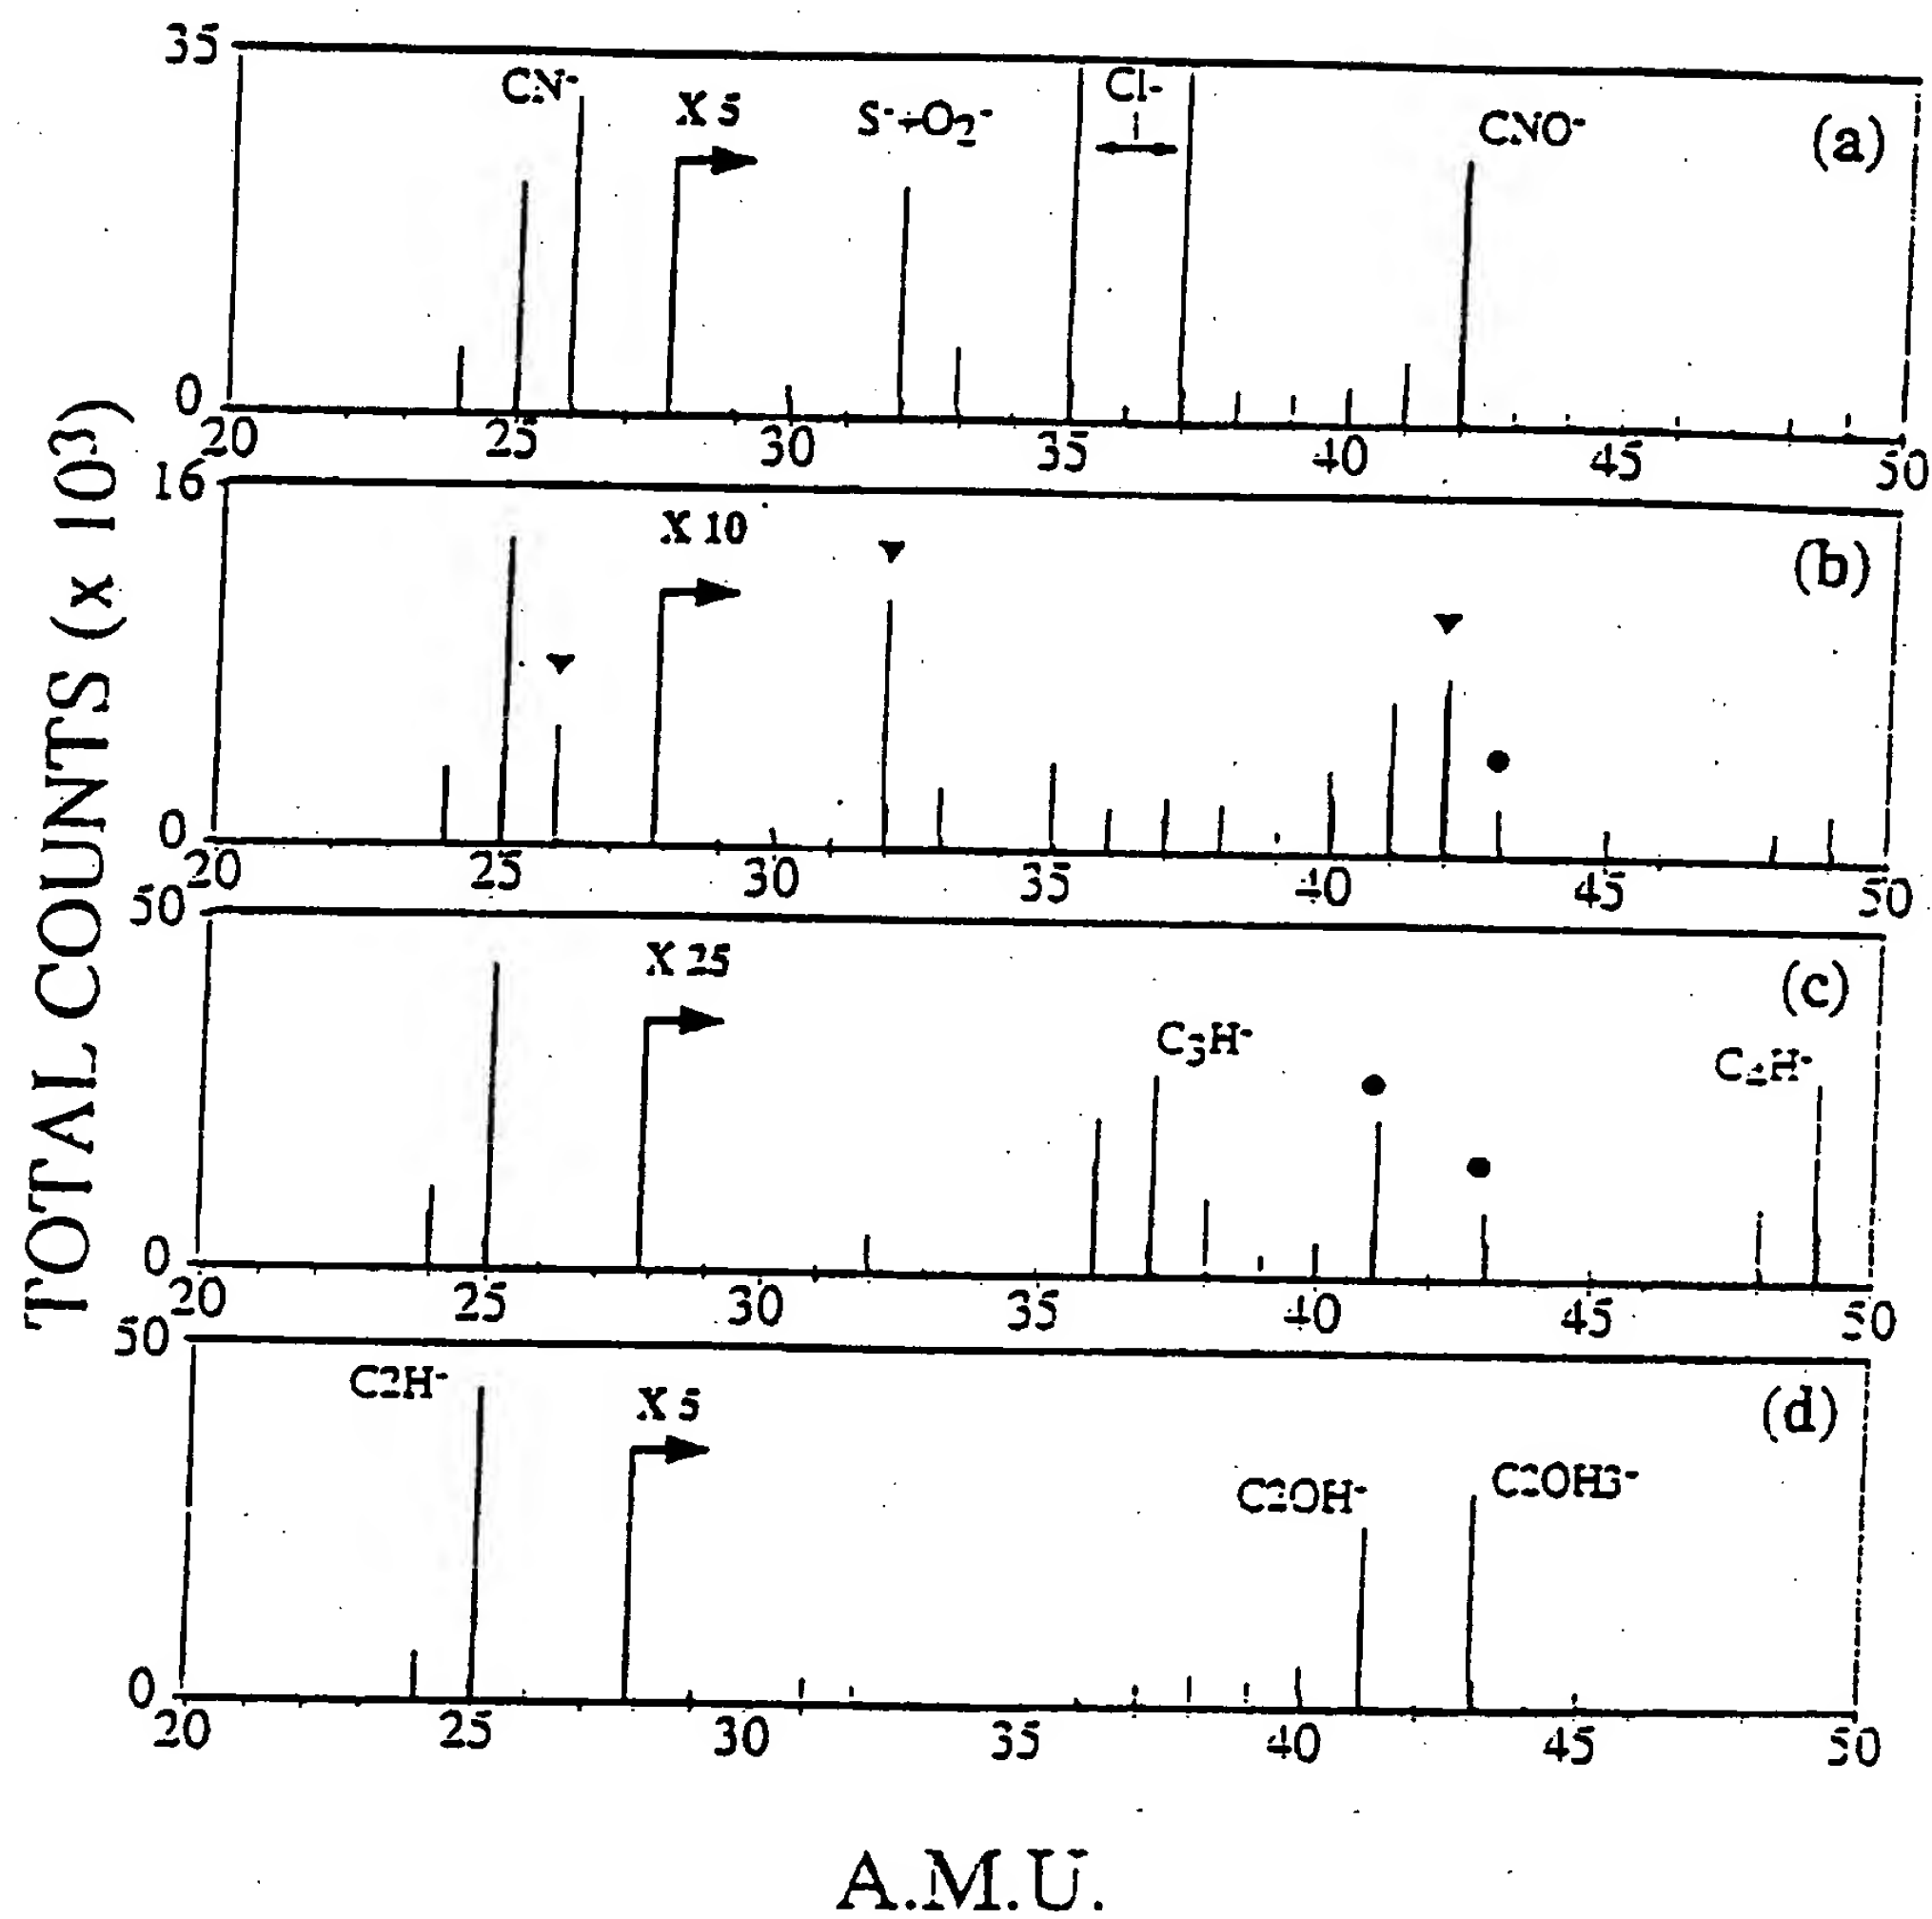 TOTAL COUNTS (x 10³)
35
CN⁻
X 5
S⁻+O₂⁻
Cl-
CNO⁻
(a)
0
20 25 30 35 40 45 50
16
X 10
(b)
0
20 25 30 35 40 45 50
50
X 25
C₃H⁻
C₄H⁻
(c)
0
20 25 30 35 40 45 50
50
C2H⁻
X 5
C2OH⁻
C2OH3⁻
(d)
0
20 25 30 35 40 45 50
A.M.U.